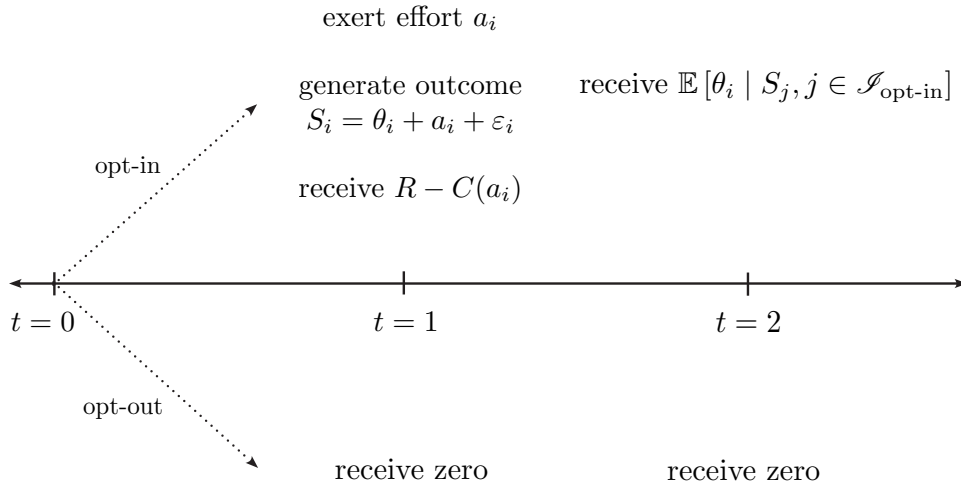 exert effort a_i
generate outcome
S_i = θ_i + a_i + ε_i
receive 𝔼 [θ_i | S_j, j ∈ ℐ_opt-in]
opt-in
receive R − C(a_i)
t = 0
t = 1
t = 2
opt-out
receive zero
receive zero